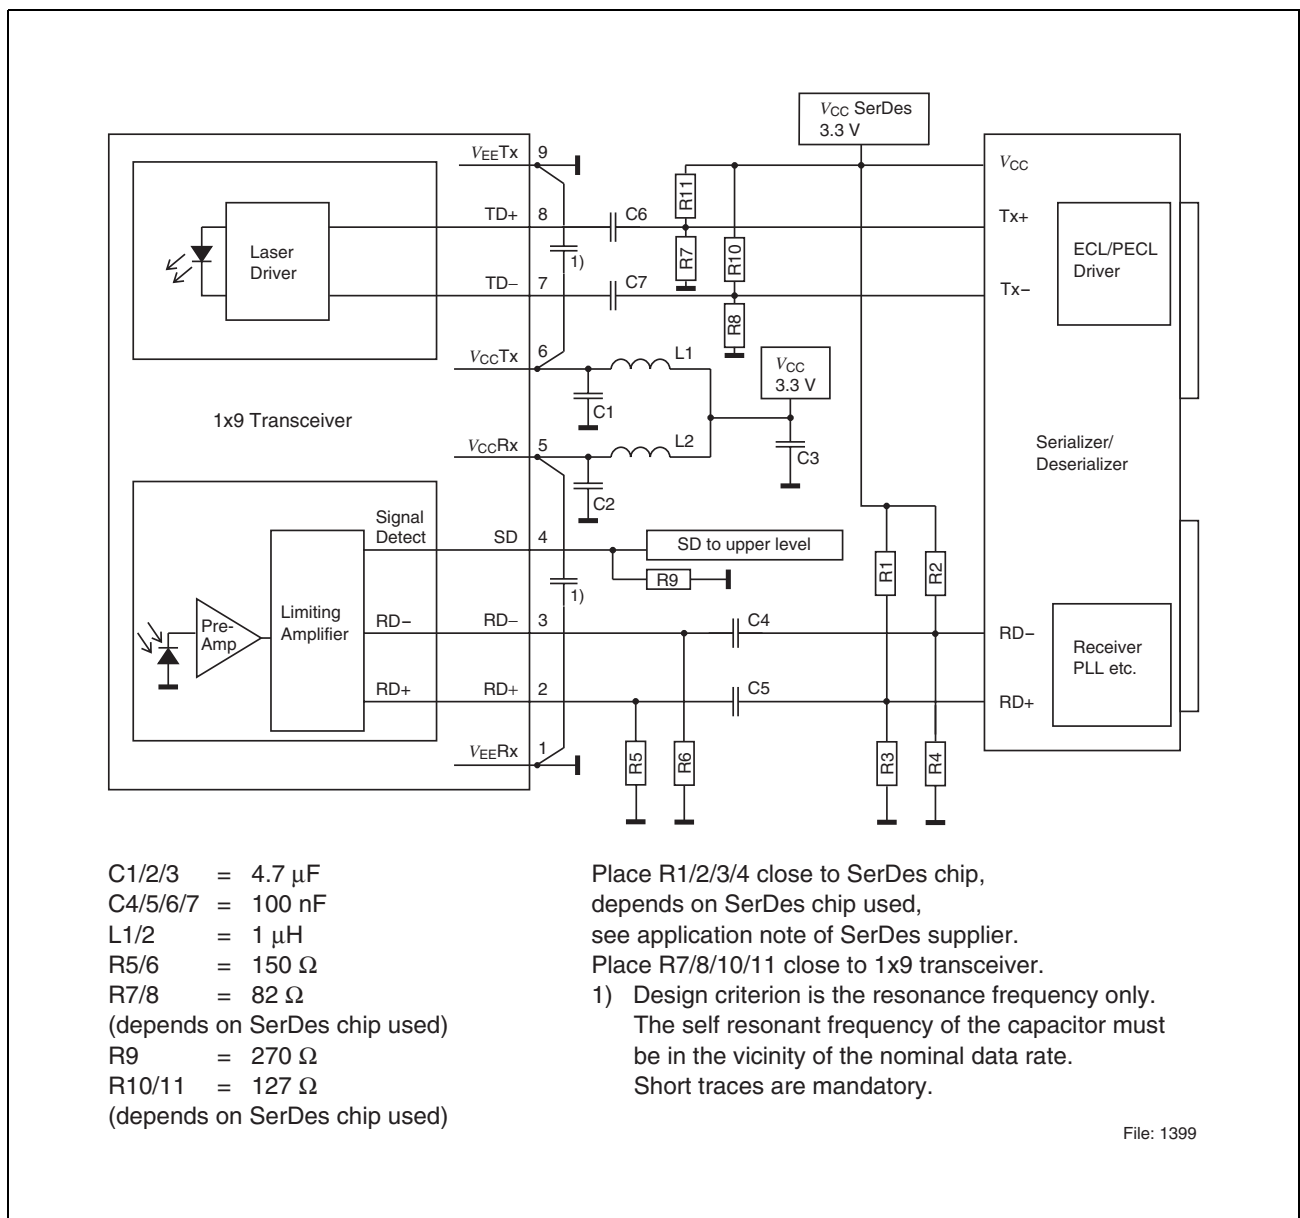 V_CC SerDes
3.3 V
V_EETx 9
V_CC
R11
TD+ 8 C6 Tx+
Laser
Driver
1)
R7
R10
ECL/PECL
Driver
TD− 7 C7 Tx−
R8
V_CCTx 6 L1
V_CC
3.3 V
C1
1x9 Transceiver
V_CCRx 5 L2
C3
Serializer/
Deserializer
C2
Signal
Detect
SD 4 SD to upper level
R9
1)
R1
R2
Pre-
Amp
Limiting
Amplifier
RD− RD− 3 C4 RD−
Receiver
PLL etc.
RD+ RD+ 2 C5 RD+
V_EERx 1
R5
R6
R3
R4
C1/2/3 = 4.7 μF
C4/5/6/7 = 100 nF
L1/2 = 1 μH
R5/6 = 150 Ω
R7/8 = 82 Ω
(depends on SerDes chip used)
R9 = 270 Ω
R10/11 = 127 Ω
(depends on SerDes chip used)
Place R1/2/3/4 close to SerDes chip,
depends on SerDes chip used,
see application note of SerDes supplier.
Place R7/8/10/11 close to 1x9 transceiver.
1) Design criterion is the resonance frequency only.
The self resonant frequency of the capacitor must
be in the vicinity of the nominal data rate.
Short traces are mandatory.
File: 1399